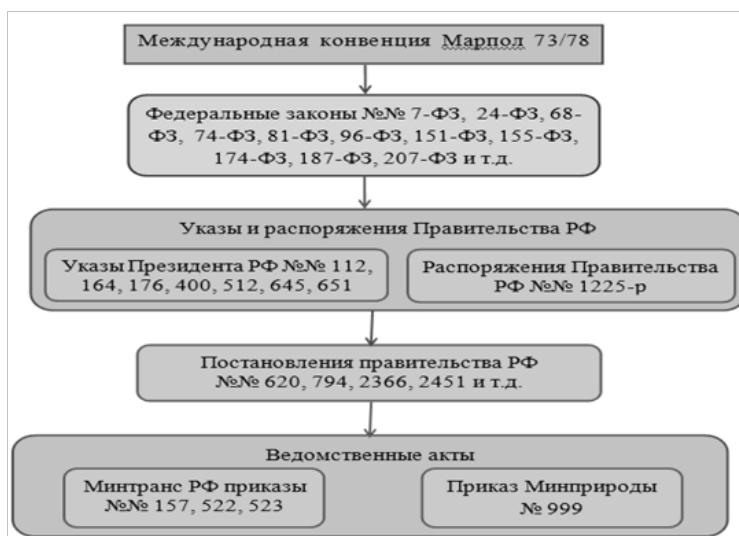 Международная конвенция Марпол 73/78
Федеральные законы №№ 7-ФЗ, 24-ФЗ, 68-
ФЗ, 74-ФЗ, 81-ФЗ, 96-ФЗ, 151-ФЗ, 155-ФЗ,
174-ФЗ, 187-ФЗ, 207-ФЗ и т.д.
Указы и распоряжения Правительства РФ
Указы Президента РФ №№ 112,
164, 176, 400, 512, 645, 651
Распоряжения Правительства
РФ №№ 1225-р
Постановления правительства РФ
№№ 620, 794, 2366, 2451 и т.д.
Ведомственные акты
Минтранс РФ приказы
№№ 157, 522, 523
Приказ Минприроды
№ 999